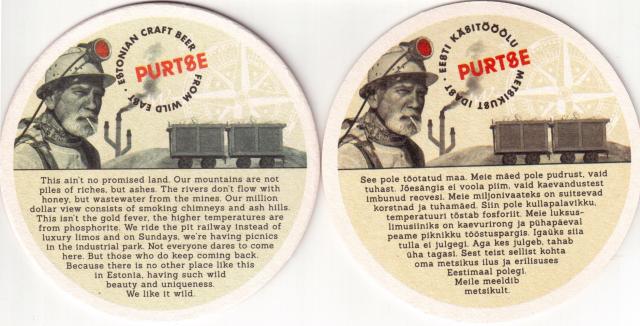 ESTONIAN CRAFT BEER
FROM WILD EAST
PURTSE
This ain't no promised land. Our mountains are not
piles of riches, but ashes. The rivers don't flow with
honey, but wastewater from the mines. Our million
dollar view consists of smoking chimneys and ash hills.
This isn't the gold fever, the higher temperatures are
from phosphorite. We ride the pit railway instead of
luxury limos and on Sundays, we're having picnics
in the industrial park. Not everyone dares to come
here. But those who do keep coming back.
Because there is no other place like this
in Estonia, having such wild
beauty and uniqueness.
We like it wild.
EESTI KÄSITÖÖÕLU
METSIKUST IDAST
PURTSE
See pole tõotatud maa. Meie mäed pole pudrust, vaid
tuhast. Jõesängis ei voola piim, vaid kaevandustest
imbunud reovesi. Meie miljonivaateks on suitsevad
korstnad ja tuhamäed. Siin pole kullapalavikku,
temperatuuri tõstab fosforiit. Meie luksus-
limusiiniks on kaevurirong ja pühapäeval
peame piknikku tööstuspargis. Igaüks siia
tulla ei julgegi. Aga kes julgeb, tahab
üha tagasi. Sest teist sellist kohta
oma metsikus ilus ja erilisuses
Eestimaal polegi.
Meile meeldib
metsikult.